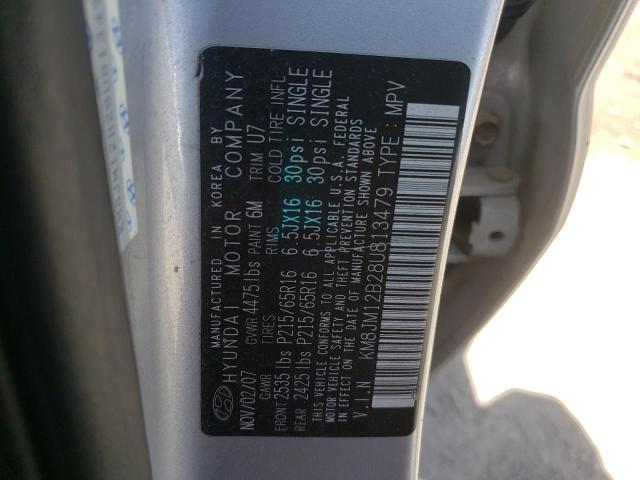 MANUFACTURED IN KOREA BY
HYUNDAI MOTOR COMPANY
NOV/02/07 GVWR 4475 lbs PAINT 6M TRIM U7
GAWR TIRES RIMS COLD TIRE INFL
FRONT 2535 lbs P215/65R16 6.5JX16 30psi SINGLE
REAR 2425 lbs P215/65R16 6.5JX16 30psi SINGLE
THIS VEHICLE CONFORMS TO ALL APPLICABLE U.S.A. FEDERAL
MOTOR VEHICLE SAFETY AND THEFT PREVENTION STANDARDS
IN EFFECT ON THE DATE OF MANUFACTURE SHOWN ABOVE
V.I.N KM8JM12B28U813479 TYPE : MPV